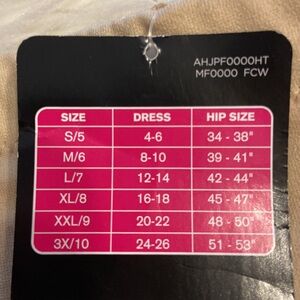 AHJPF0000HT
MF0000 FCW
SIZE DRESS HIP SIZE
S/5 4-6 34 - 38"
M/6 8-10 39 - 41"
L/7 12-14 42 - 44"
XL/8 16-18 45 - 47"
XXL/9 20-22 48 - 50"
3X/10 24-26 51 - 53"